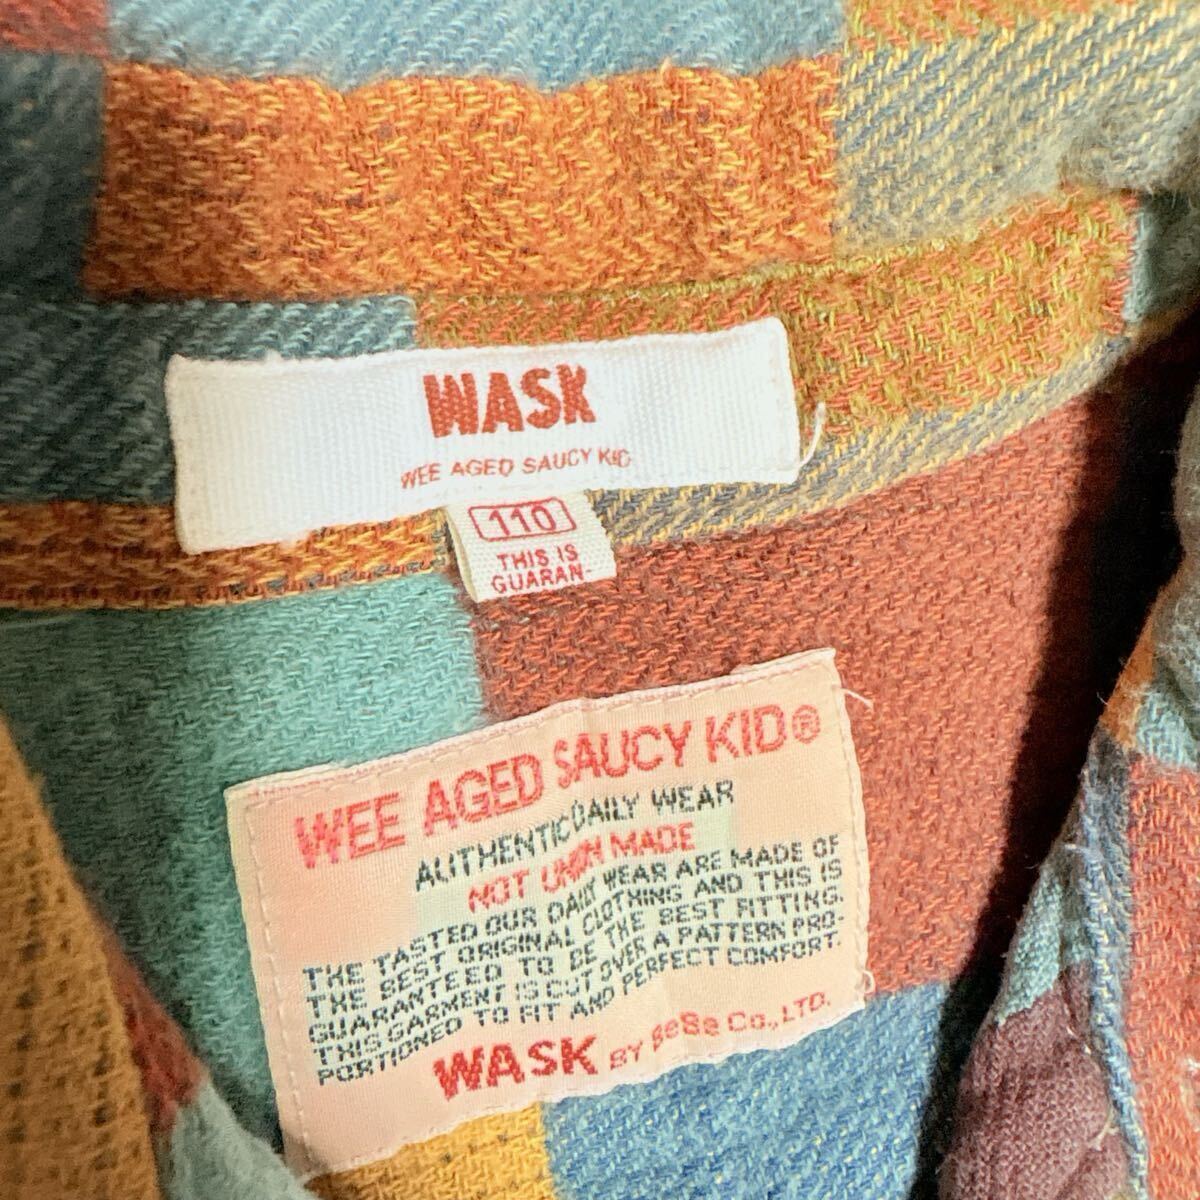 WASK
WEE AGED SAUCY KID
110
THIS IS
GUARAN-
WEE AGED SAUCY KID®
AUTHENTIC DAILY WEAR
NOT UNION MADE
THE TASTED OUR DAILY WEAR ARE MADE OF
THE BEST ORIGINAL CLOTHING AND THIS IS
GUARANTEED TO BE THE BEST FITTING.
THIS GARMENT IS CUT OVER A PATTERN PRO-
PORTIONED TO FIT AND PERFECT COMFORT.
WASK BY BeBe Co., LTD.